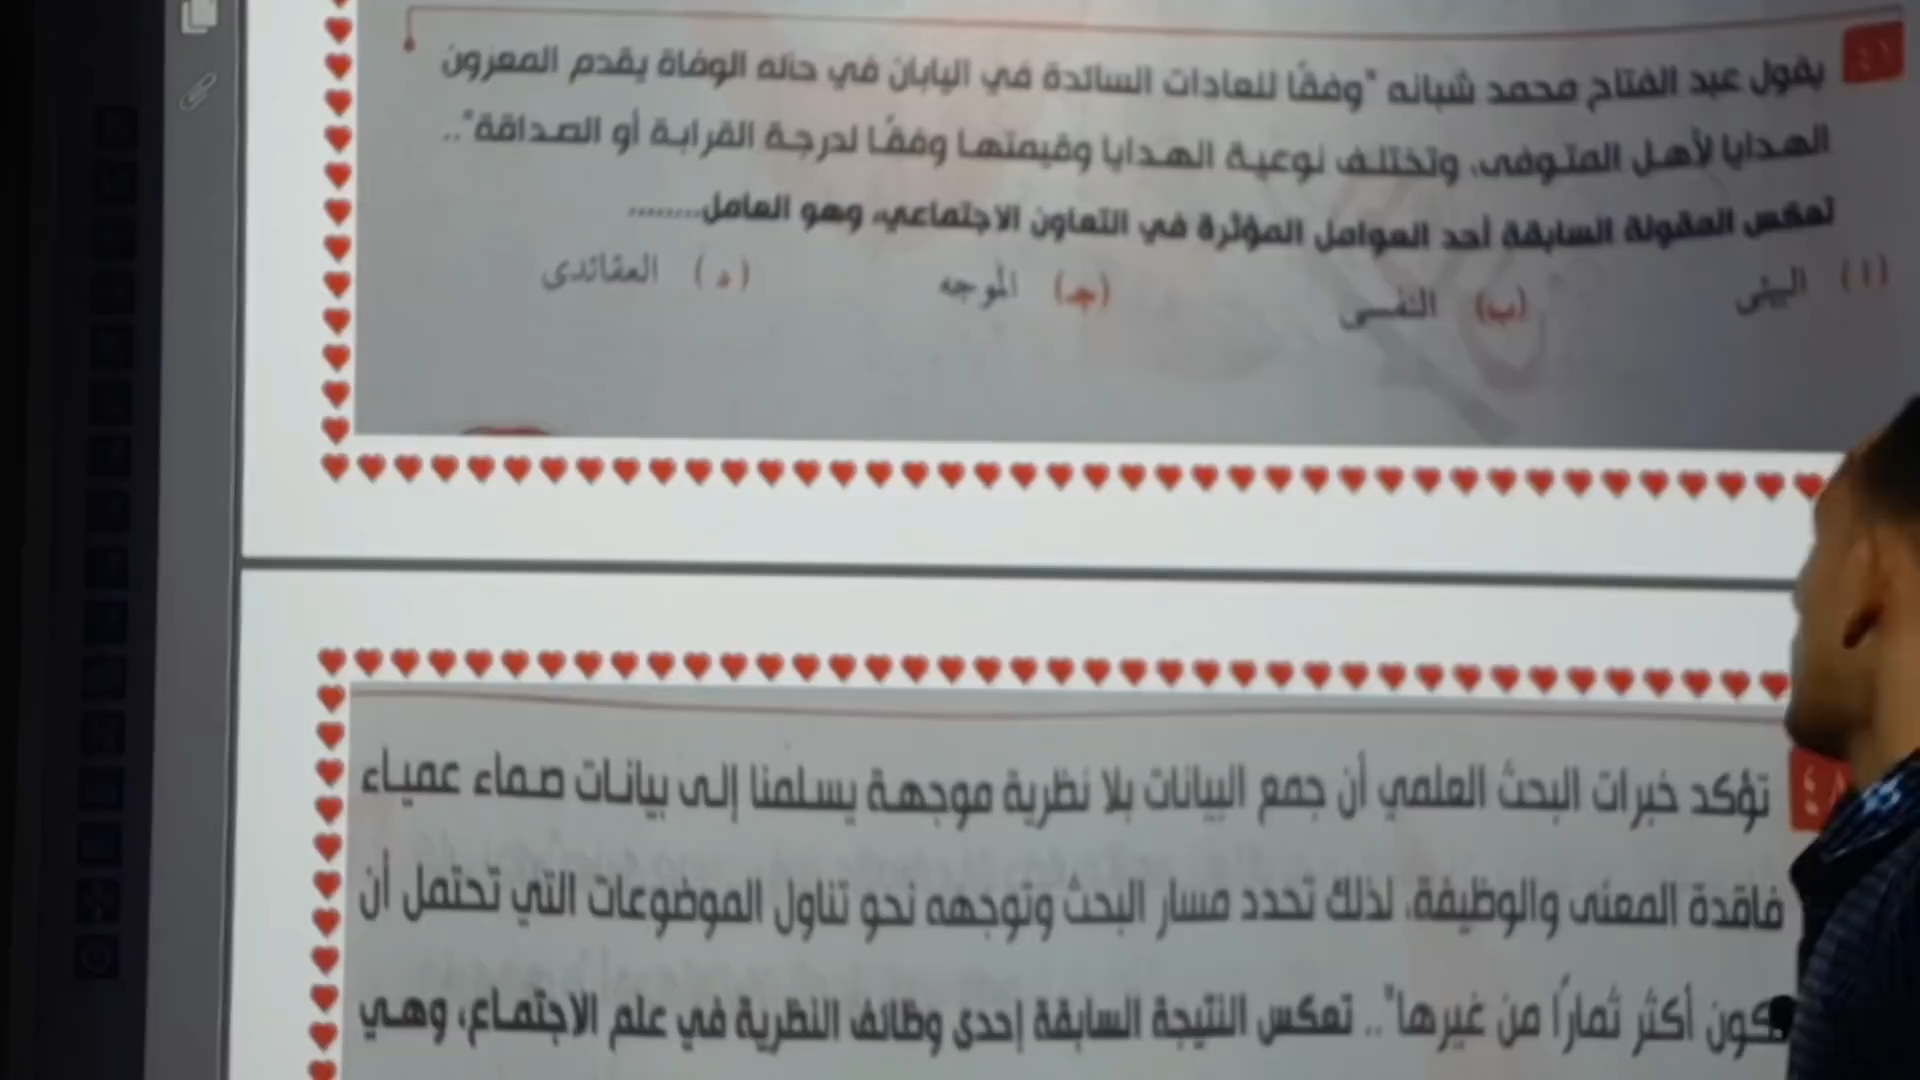 يقول عبد الفتاح محمد شبانه "وفقًا للعادات السائدة في اليابان في حاله الوفاة يقدم المعزون
الهدايا لأهل المتوفى، وتختلف نوعية الهدايا وقيمتها وفقًا لدرجة القرابة أو الصداقة"..
تعكس المقولة السابقة أحد العوامل المؤثرة في التعاون الاجتماعي، وهو العامل........
(ا) البيئى (ب) النفسى (جـ) الموجه (د) العقائدى
تؤكد خبرات البحث العلمي أن جمع البيانات بلا نظرية موجهة يسلمنا إلى بيانات صماء عمياء
فاقدة المعنى والوظيفة، لذلك تحدد مسار البحث وتوجهه نحو تناول الموضوعات التي تحتمل أن
تكون أكثر ثمارًا من غيرها".. تعكس النتيجة السابقة إحدى وظائف النظرية في علم الاجتماع، وهي